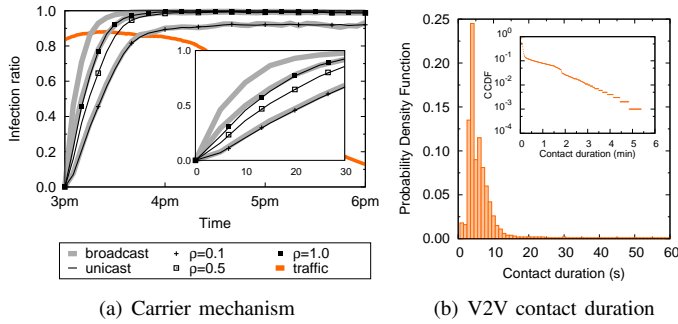 Infection ratio
1.0
0.8
0.6
0.4
0.2
0.0
3pm
4pm
5pm
6pm
Time
1.0
0.5
0.0
0
10
20
30
broadcast
unicast
ρ=0.1
ρ=0.5
ρ=1.0
traffic
(a) Carrier mechanism
Probability Density Function
0.25
0.20
0.15
0.10
0.05
0.00
0
10
20
30
40
50
60
Contact duration (s)
CCDF
10^0
10^-1
10^-2
10^-3
10^-4
0
1
2
3
4
5
6
Contact duration (min)
(b) V2V contact duration